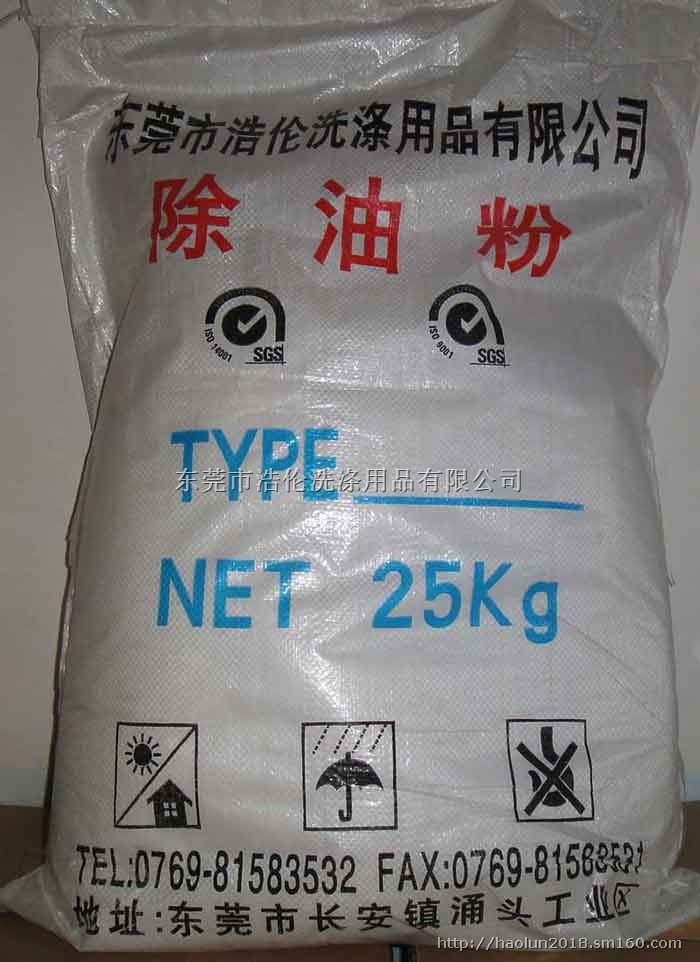 东莞市浩伦洗涤用品有限公司
除油粉
ISO 14001 SGS ISO 9001 SGS
TYPE
东莞市浩伦洗涤用品有限公司
NET 25Kg
TEL:0769-81583532 FAX:0769-81583531
地址:东莞市长安镇涌头工业区
http://haolun2018.sm160.com